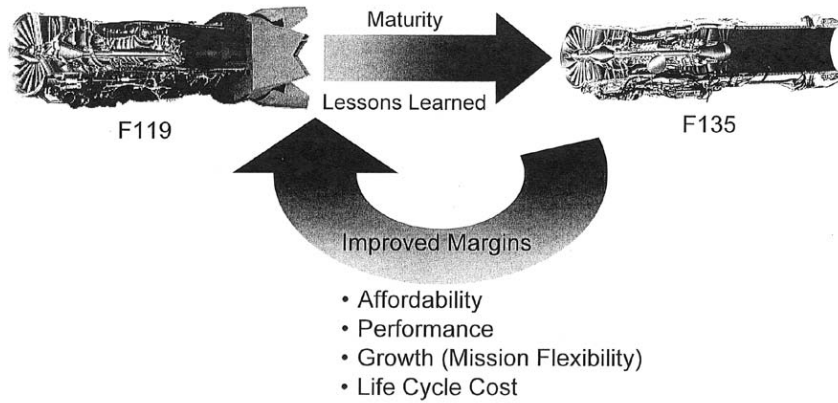 Maturity
Lessons Learned
F119
F135
Improved Margins
• Affordability
• Performance
• Growth (Mission Flexibility)
• Life Cycle Cost